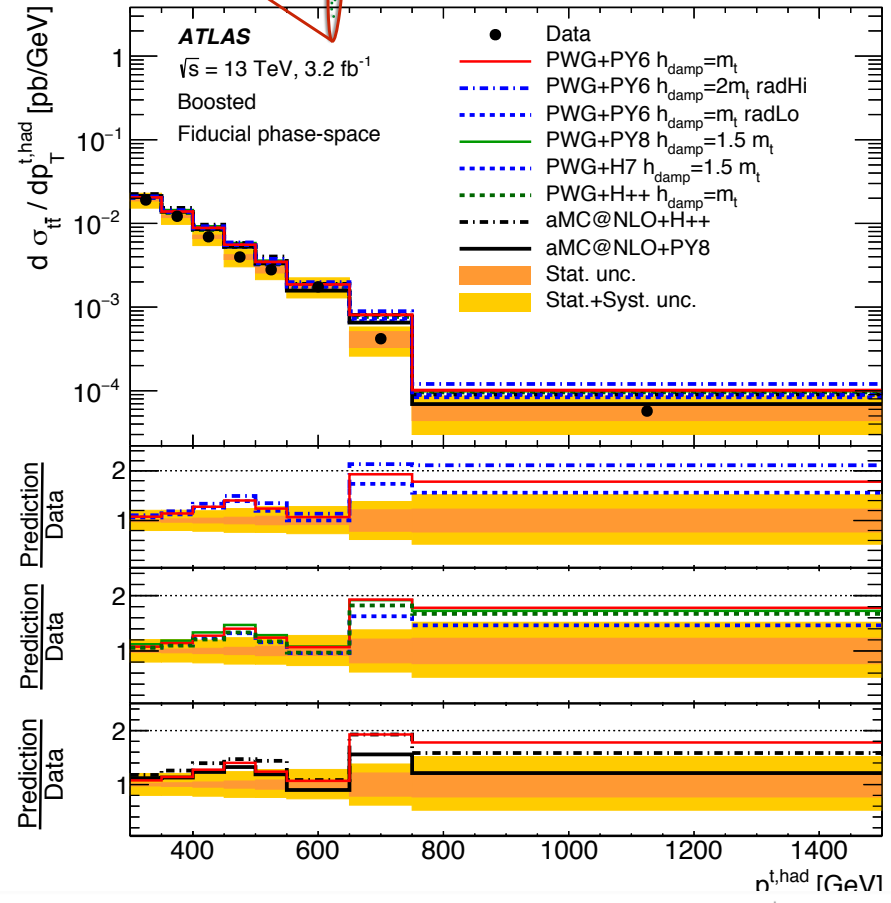 ATLAS
√s = 13 TeV, 3.2 fb⁻¹
Boosted
Fiducial phase-space
Data
PWG+PY6 h_damp=m_t
PWG+PY6 h_damp=2m_t radHi
PWG+PY6 h_damp=m_t radLo
PWG+PY8 h_damp=1.5 m_t
PWG+H7 h_damp=1.5 m_t
PWG+H++ h_damp=m_t
aMC@NLO+H++
aMC@NLO+PY8
Stat. unc.
Stat.+Syst. unc.
d σ_tt̄ / dp_T^t,had [pb/GeV]
1
10⁻¹
10⁻²
10⁻³
10⁻⁴
Prediction
Data
2
1
Prediction
Data
2
1
Prediction
Data
2
1
400 600 800 1000 1200 1400
p^t,had [GeV]